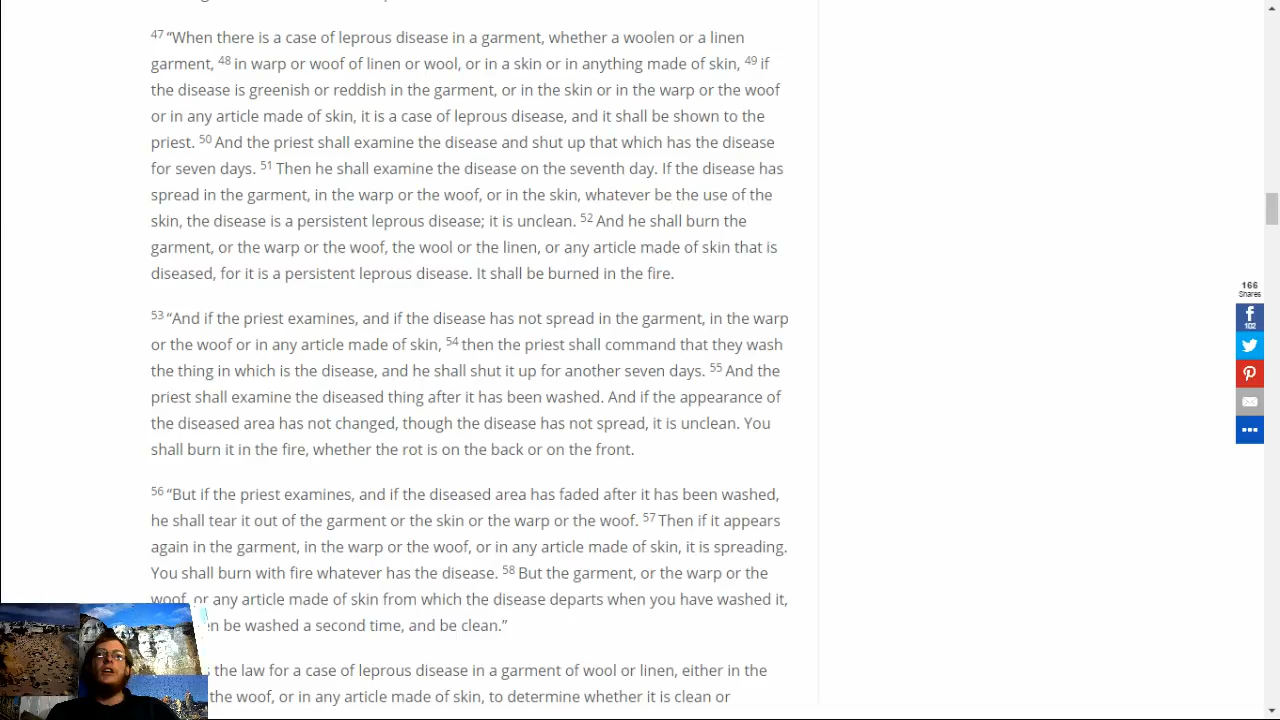 47 “When there is a case of leprous disease in a garment, whether a woolen or a linen
garment, 48 in warp or woof of linen or wool, or in a skin or in anything made of skin, 49 if
the disease is greenish or reddish in the garment, or in the skin or in the warp or the woof
or in any article made of skin, it is a case of leprous disease, and it shall be shown to the
priest. 50 And the priest shall examine the disease and shut up that which has the disease
for seven days. 51 Then he shall examine the disease on the seventh day. If the disease has
spread in the garment, in the warp or the woof, or in the skin, whatever be the use of the
skin, the disease is a persistent leprous disease; it is unclean. 52 And he shall burn the
garment, or the warp or the woof, the wool or the linen, or any article made of skin that is
diseased, for it is a persistent leprous disease. It shall be burned in the fire.
53 “And if the priest examines, and if the disease has not spread in the garment, in the warp
or the woof or in any article made of skin, 54 then the priest shall command that they wash
the thing in which is the disease, and he shall shut it up for another seven days. 55 And the
priest shall examine the diseased thing after it has been washed. And if the appearance of
the diseased area has not changed, though the disease has not spread, it is unclean. You
shall burn it in the fire, whether the rot is on the back or on the front.
56 “But if the priest examines, and if the diseased area has faded after it has been washed,
he shall tear it out of the garment or the skin or the warp or the woof. 57 Then if it appears
again in the garment, in the warp or the woof, or in any article made of skin, it is spreading.
You shall burn with fire whatever has the disease. 58 But the garment, or the warp or the
woof, or any article made of skin from which the disease departs when you have washed it,
be washed a second time, and be clean.”
the law for a case of leprous disease in a garment of wool or linen, either in the
the woof, or in any article made of skin, to determine whether it is clean or
166
Shares
102